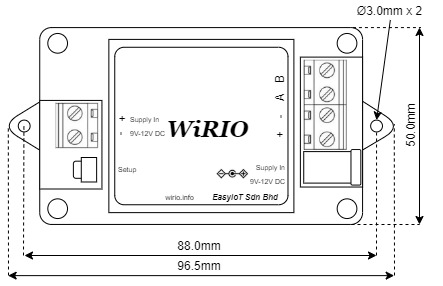 Ø3.0mm x 2
B
A
+ Supply In
- 9V-12V DC
WiRIO
-
+
50.0mm
Setup
Supply In
9V-12V DC
wirio.info
EasyIoT Sdn Bhd
88.0mm
96.5mm